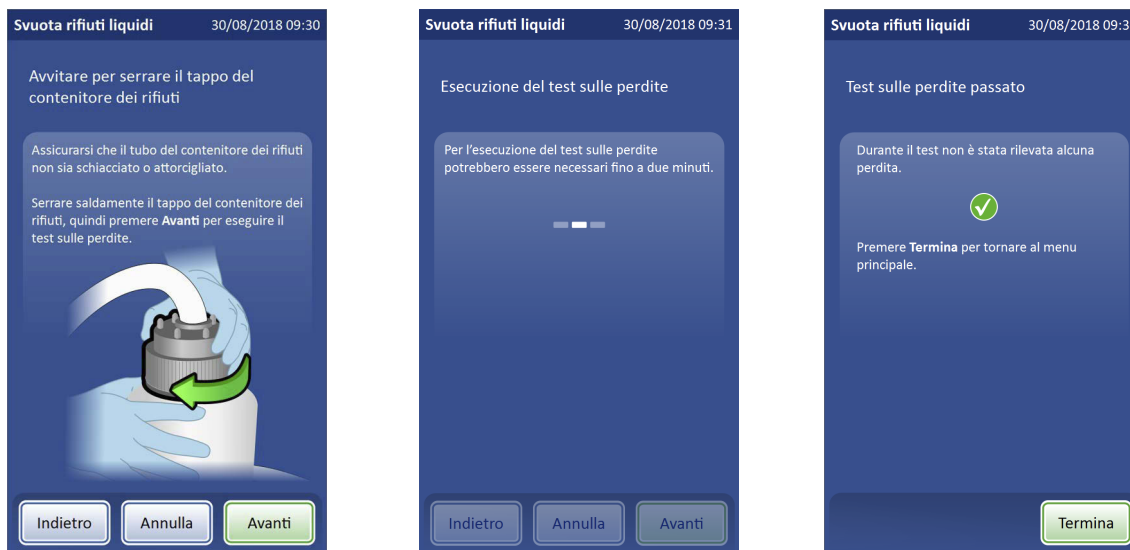 Svuota rifiuti liquidi 30/08/2018 09:30
Avvitare per serrare il tappo del
contenitore dei rifiuti
Assicurarsi che il tubo del contenitore dei rifiuti
non sia schiacciato o attorcigliato.
Serrare saldamente il tappo del contenitore dei
rifiuti, quindi premere Avanti per eseguire il
test sulle perdite.
Indietro Annulla Avanti
Svuota rifiuti liquidi 30/08/2018 09:31
Esecuzione del test sulle perdite
Per l'esecuzione del test sulle perdite
potrebbero essere necessari fino a due minuti.
Indietro Annulla Avanti
Svuota rifiuti liquidi 30/08/2018 09:3
Test sulle perdite passato
Durante il test non è stata rilevata alcuna
perdita.
Premere Termina per tornare al menu
principale.
Termina